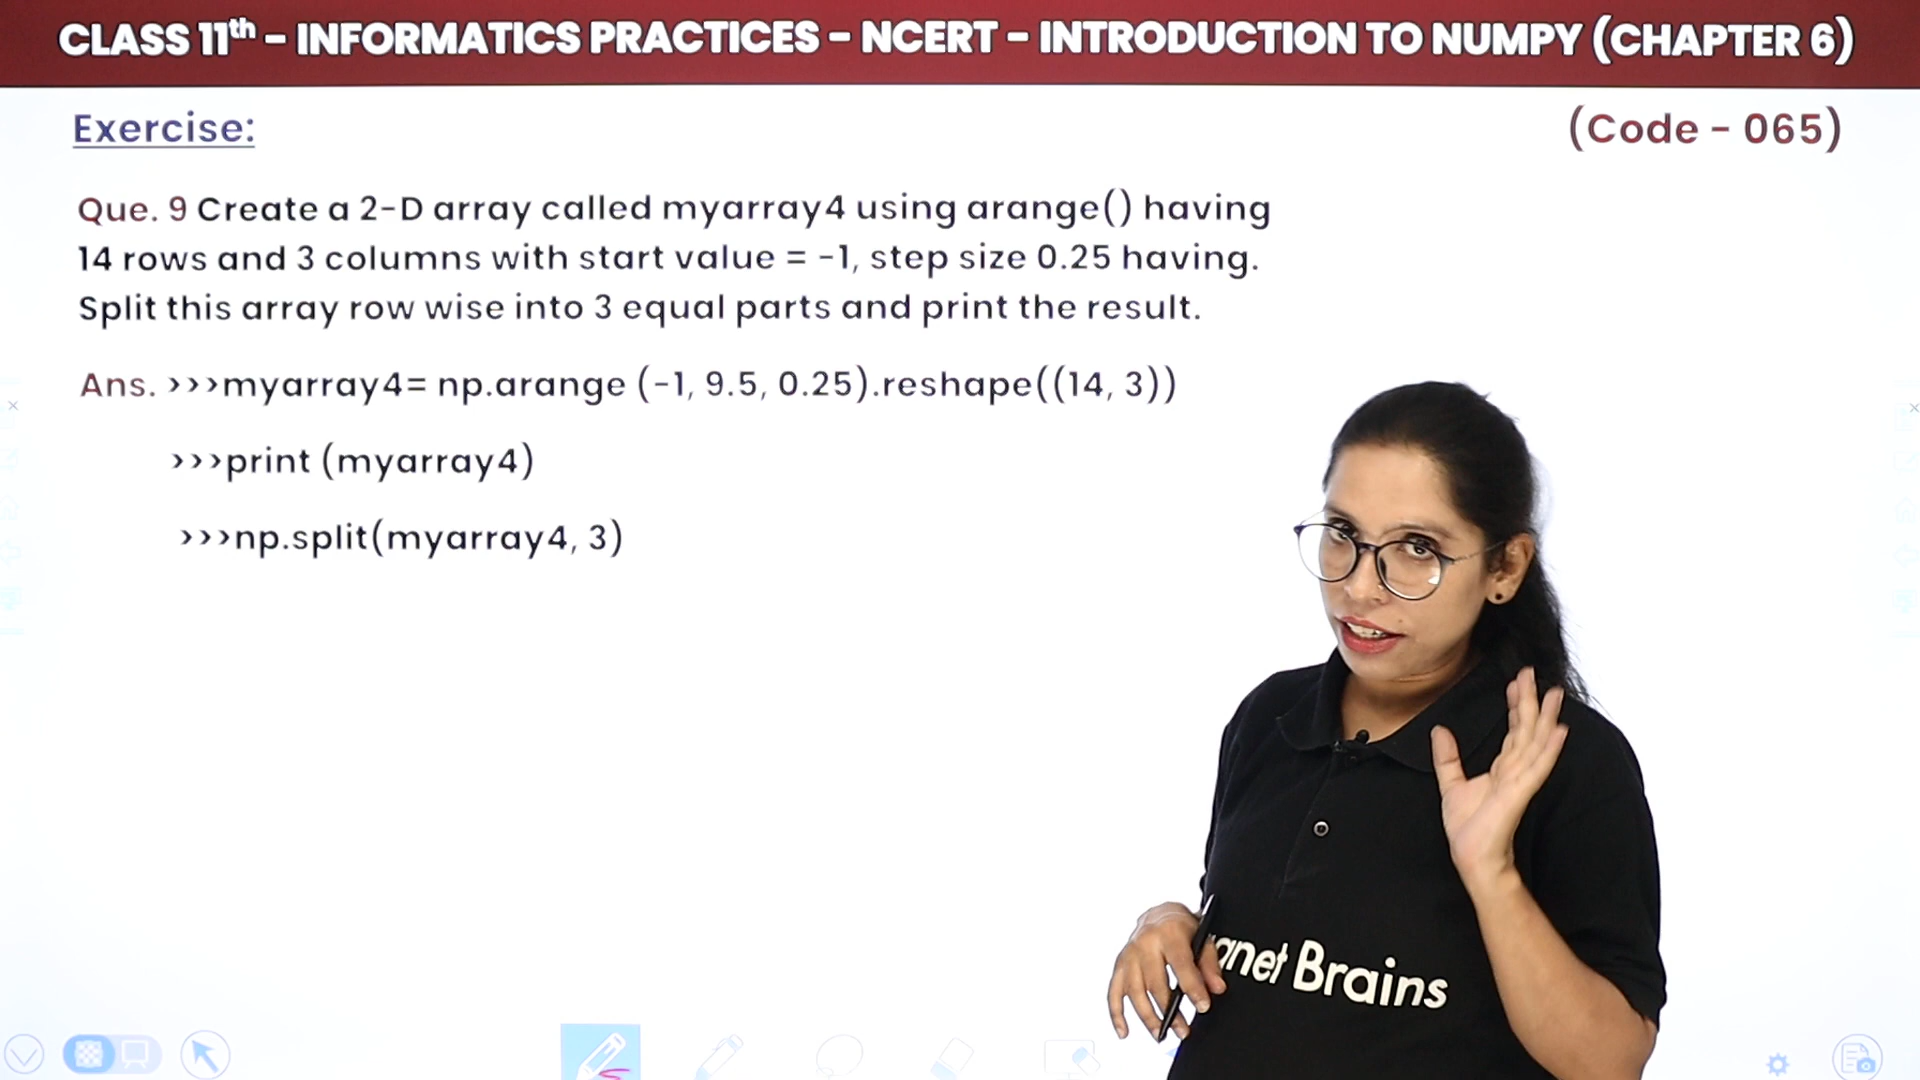 CLASS 11th - INFORMATICS PRACTICES - NCERT - INTRODUCTION TO NUMPY (CHAPTER 6)
Exercise:
(Code - 065)
Que. 9 Create a 2-D array called myarray4 using arange() having
14 rows and 3 columns with start value = -1, step size 0.25 having.
Split this array row wise into 3 equal parts and print the result.
Ans. >>>myarray4= np.arange (-1, 9.5, 0.25).reshape((14, 3))
>>>print (myarray4)
>>>np.split(myarray4, 3)
anet Brains